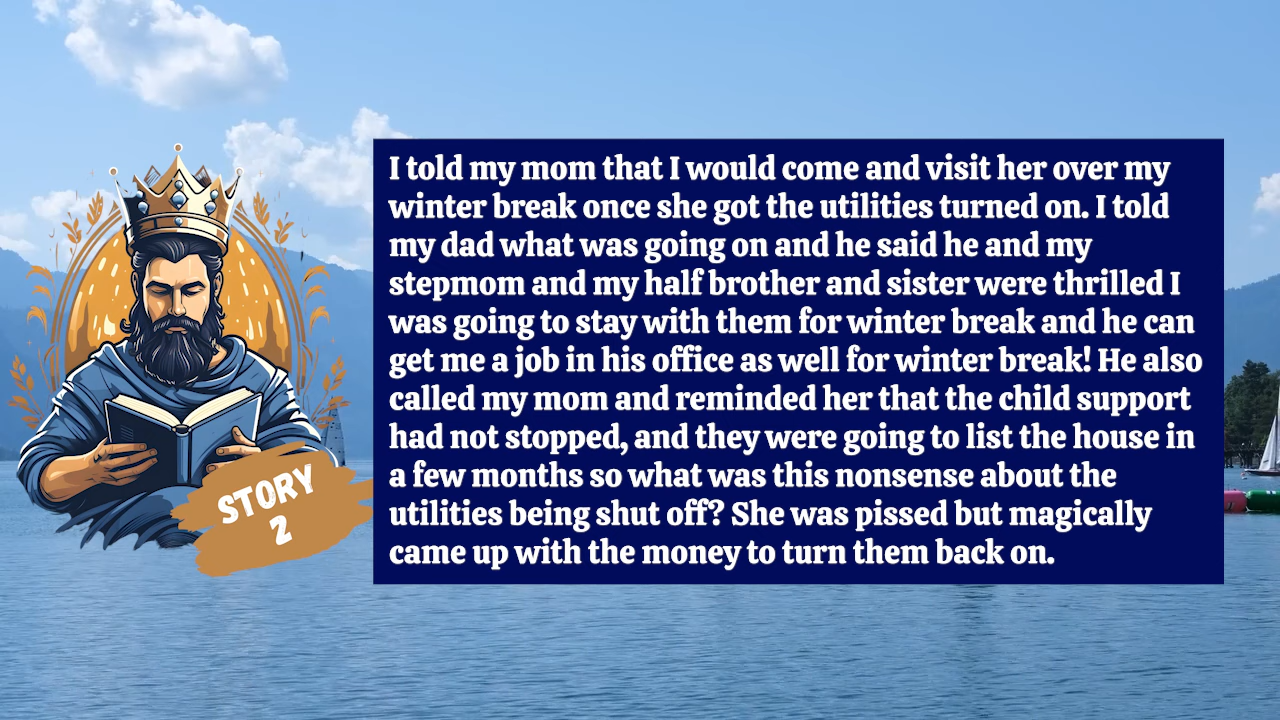 I told my mom that I would come and visit her over my
winter break once she got the utilities turned on. I told
my dad what was going on and he said he and my
stepmom and my half brother and sister were thrilled I
was going to stay with them for winter break and he can
get me a job in his office as well for winter break! He also
called my mom and reminded her that the child support
had not stopped, and they were going to list the house in
a few months so what was this nonsense about the
utilities being shut off? She was pissed but magically
came up with the money to turn them back on.
STORY
2